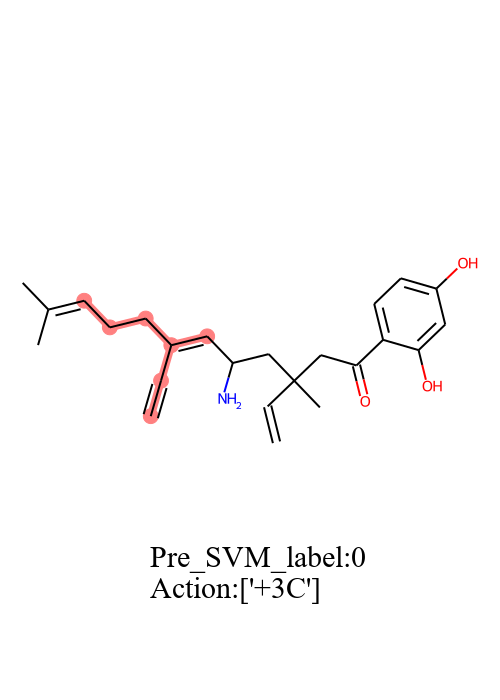 OH
NH2
OH
O
Pre_SVM_label:0
Action:['+3C']